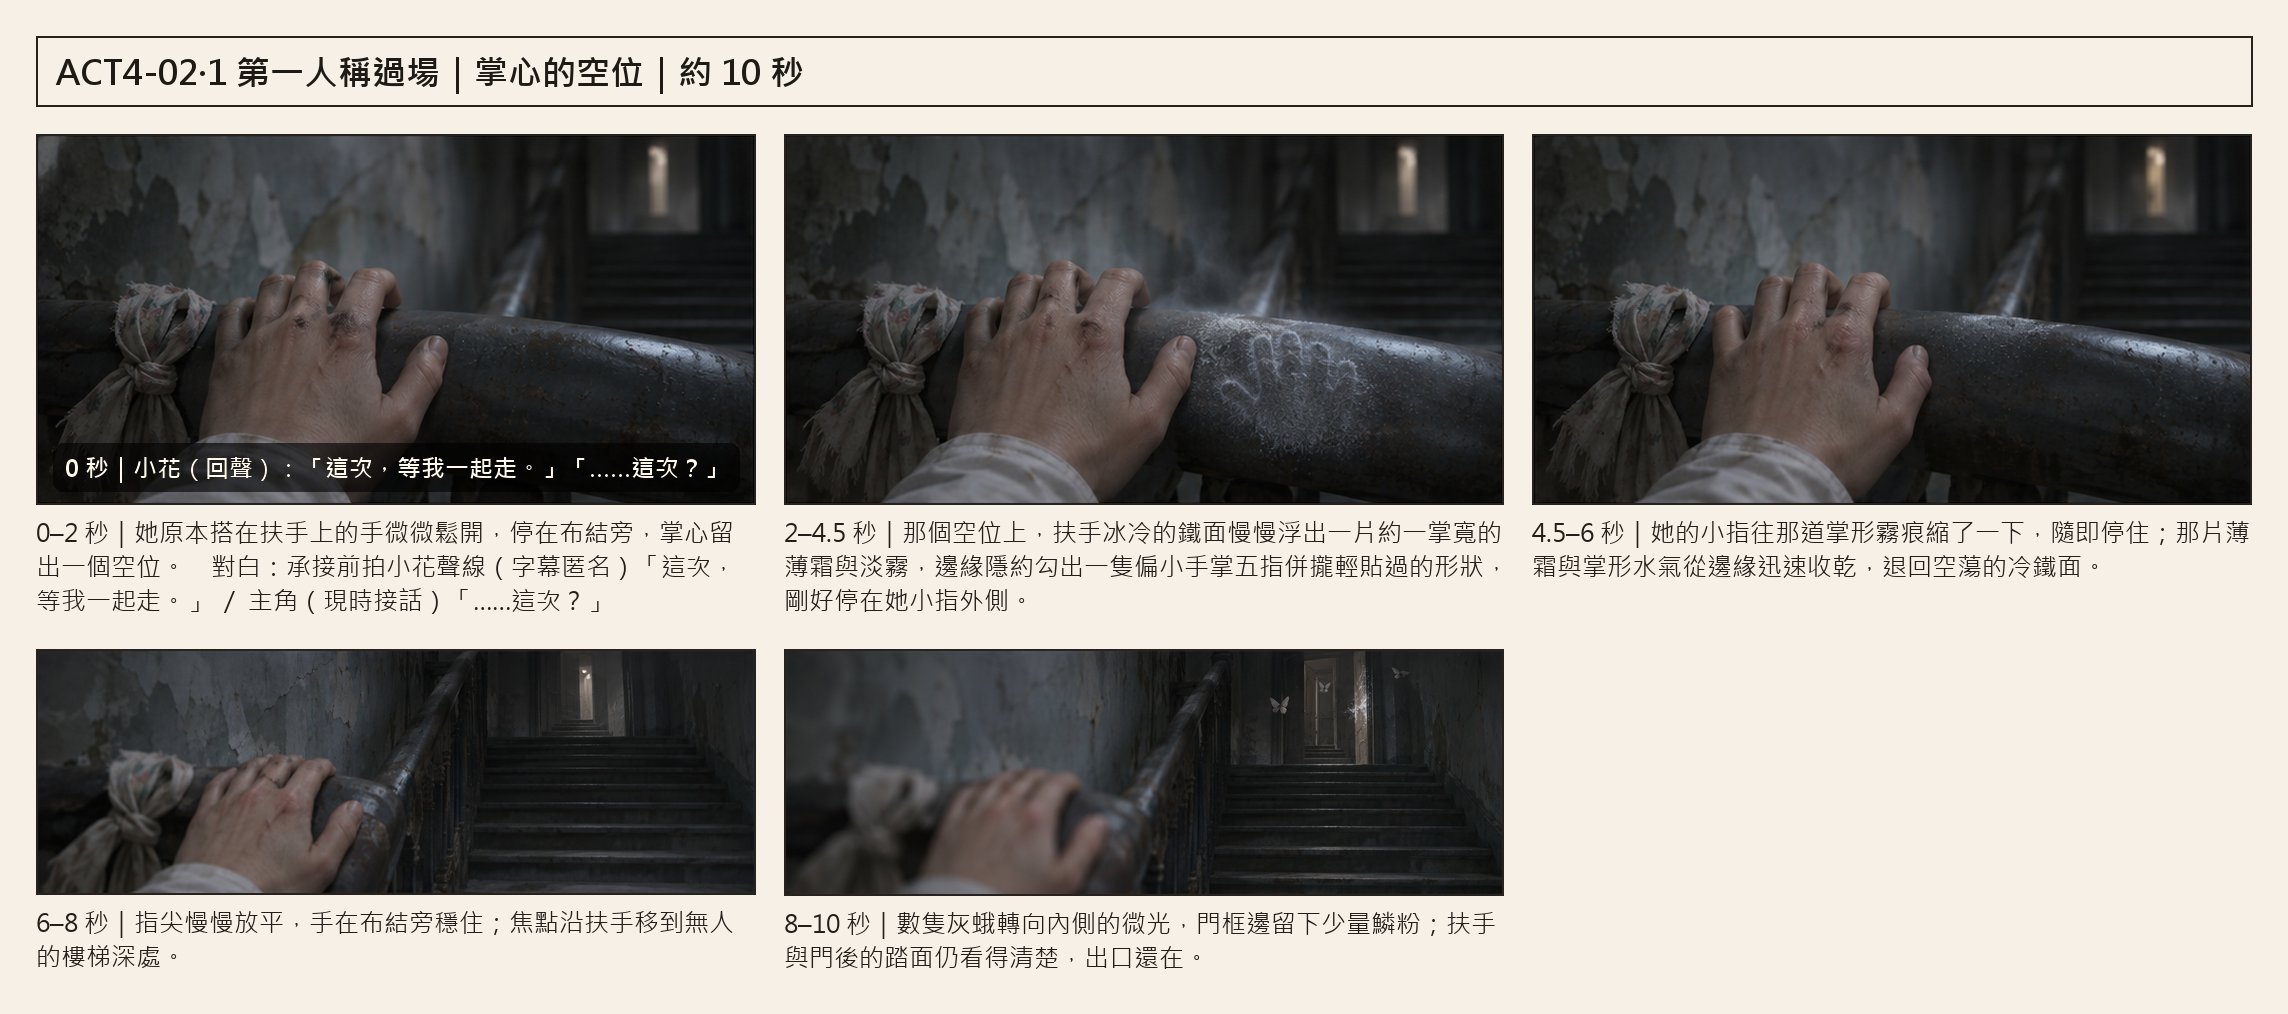 ACT4-02·1 第一人稱過場｜掌心的空位｜約 10 秒
0 秒｜小花（回聲）：「這次，等我一起走。」「……這次？」
0–2 秒｜她原本搭在扶手上的手微微鬆開，停在布結旁，掌心留
出一個空位。　對白：承接前拍小花聲線（字幕匿名）「這次，
等我一起走。」 / 主角（現時接話）「……這次？」
2–4.5 秒｜那個空位上，扶手冰冷的鐵面慢慢浮出一片約一掌寬的
薄霜與淡霧，邊緣隱約勾出一隻偏小手掌五指併攏輕貼過的形狀，
剛好停在她小指外側。
4.5–6 秒｜她的小指往那道掌形霧痕縮了一下，隨即停住；那片薄
霜與掌形水氣從邊緣迅速收乾，退回空蕩的冷鐵面。
6–8 秒｜指尖慢慢放平，手在布結旁穩住；焦點沿扶手移到無人
的樓梯深處。
8–10 秒｜數隻灰蛾轉向內側的微光，門框邊留下少量鱗粉；扶手
與門後的踏面仍看得清楚，出口還在。